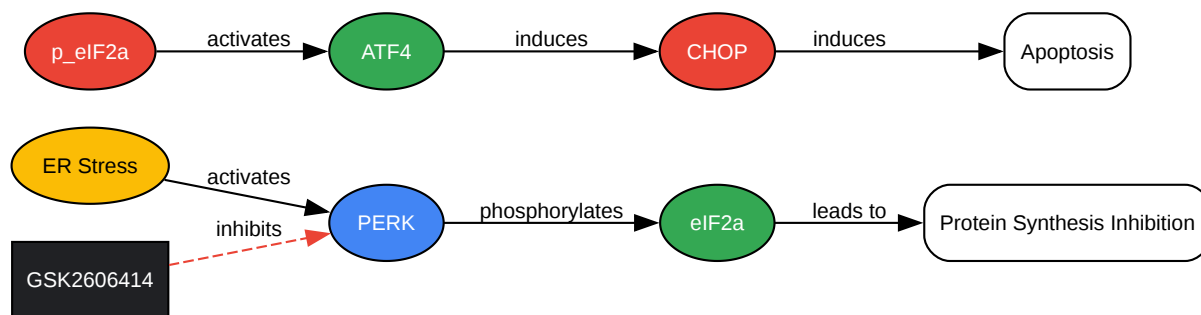 p_eIF2a
activates
ATF4
induces
CHOP
induces
Apoptosis
ER Stress
activates
inhibits
GSK2606414
PERK
phosphorylates
eIF2a
leads to
Protein Synthesis Inhibition